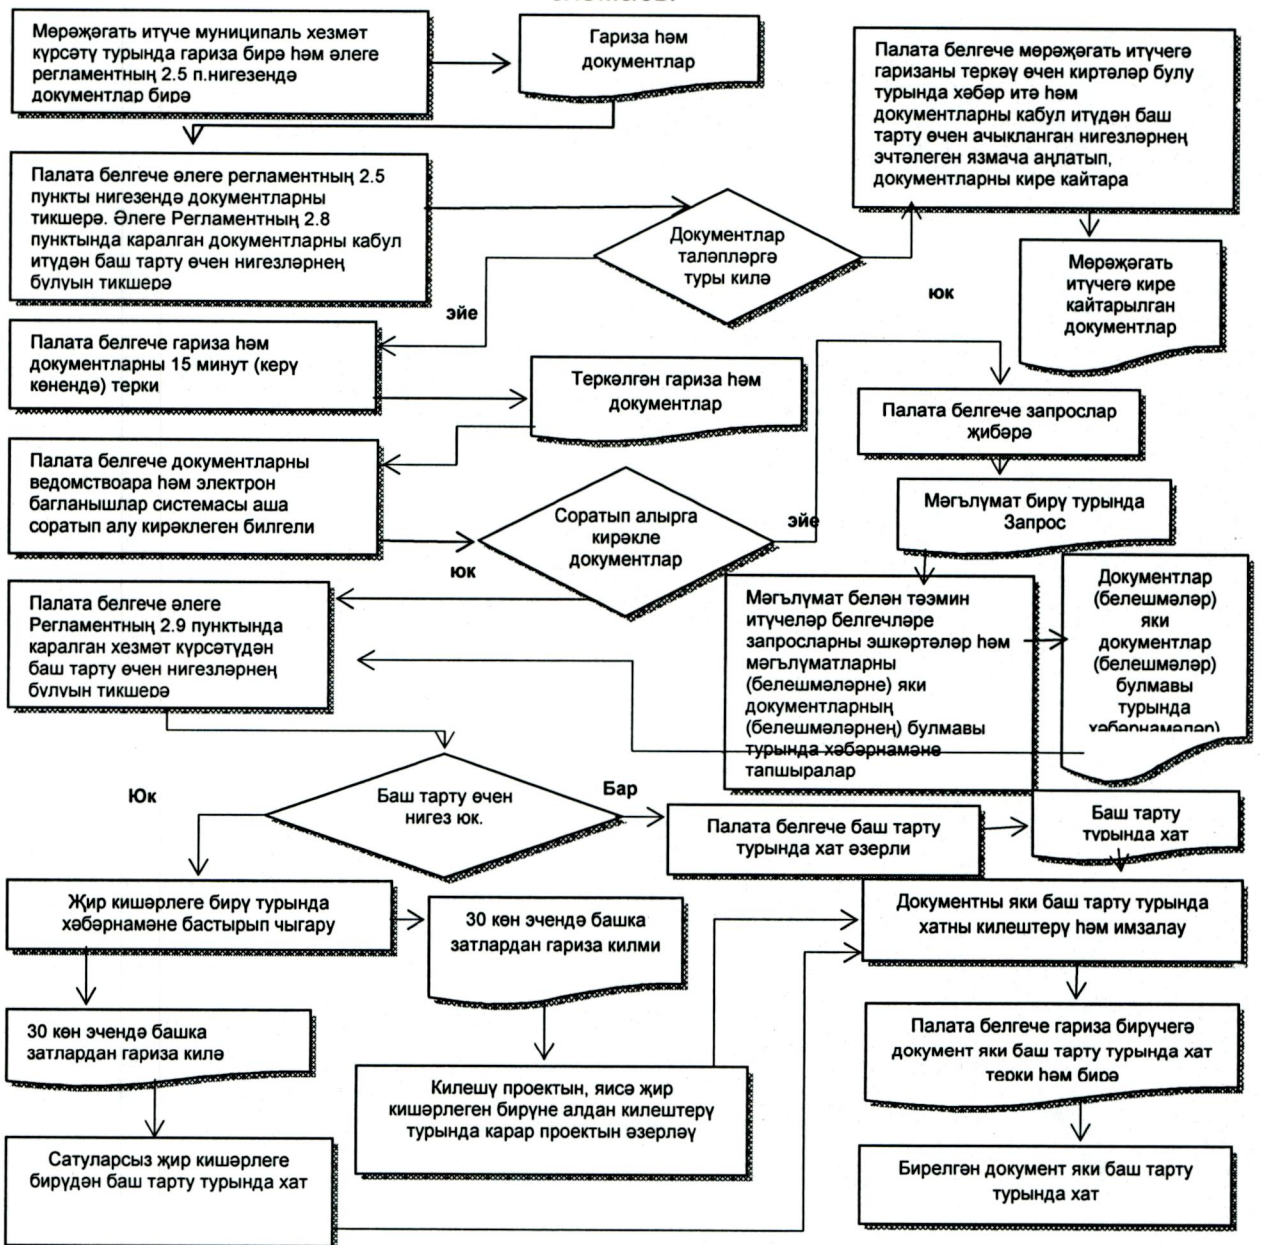 Мөрәҗәгать итүче муниципаль хезмәт
күрсәтү турында гариза бирә һәм әлеге
регламентның 2.5 п.нигезендә
документлар бирә
Гариза һәм
документлар
Палата белгече мөрәҗәгать итүчегә
гаризаны теркәү өчен киртәләр булу
турында хәбәр итә һәм
документларны кабул итүдән баш
тарту өчен ачыкланган нигезләрнең
эчтәлеген язмача аңлатып,
документларны кире кайтара
Палата белгече әлеге регламентның 2.5
пункты нигезендә документларны
тикшерә. Әлеге Регламентның 2.8
пунктында каралган документларны кабул
итүдән баш тарту өчен нигезләрнең
булуын тикшерә
Документлар
таләпләргә
туры килә
эйе
юк
Мөрәҗәгать
итүчегә кире
кайтарылган
документлар
Палата белгече гариза һәм
документларны 15 минут (керү
көнендә) терки
Теркәлгән гариза һәм
документлар
Палата белгече запрослар
җибәрә
Палата белгече документларны
ведомствоара һәм электрон
багланышлар системасы аша
соратып алу кирәклеген билгели
Соратып алырга
кирәкле
документлар
эйе
юк
Мәгълүмат бирү турында
Запрос
Палата белгече әлеге
Регламентның 2.9 пунктында
каралган хезмәт күрсәтүдән
баш тарту өчен нигезләрнең
булуын тикшерә
Мәгълүмат белән тәэмин
итүчеләр белгечләре
запросларны эшкәртәләр һәм
мәгълүматларны
(белешмәләрне) яки
документларның
(белешмәләрнең) булмавы
турында хәбәрнамәне
тапшыралар
Документлар
(белешмәләр)
яки
документлар
(белешмәләр)
булмавы
турында
хәбәрнамәләр)
Баш тарту өчен
нигез юк.
Юк
Бар
Палата белгече баш тарту
турында хат әзерли
Баш тарту
турында хат
Җир кишәрлеге бирү турында
хәбәрнамәне бастырып чыгару
30 көн эчендә башка
затлардан гариза килми
Документны яки баш тарту турында
хатны килештерү һәм имзалау
30 көн эчендә башка
затлардан гариза килә
Килешү проектын, яисә җир
кишәрлеген бирүне алдан килештерү
турында карар проектын әзерләү
Палата белгече гариза бирүчегә
документ яки баш тарту турында хат
терки һәм бирә
Сатуларсыз җир кишәрлеге
бирүдән баш тарту турында хат
Бирелгән документ яки баш тарту
турында хат